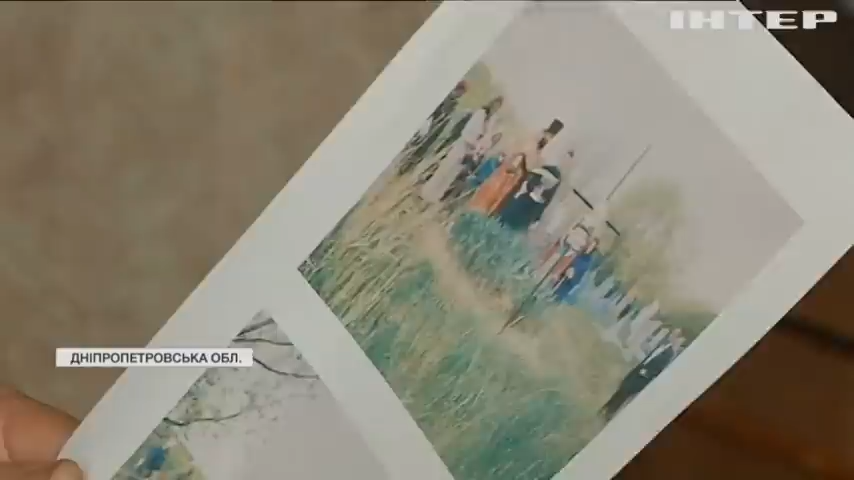 ІНТЕР
ДНІПРОПЕТРОВСЬКА ОБЛ.